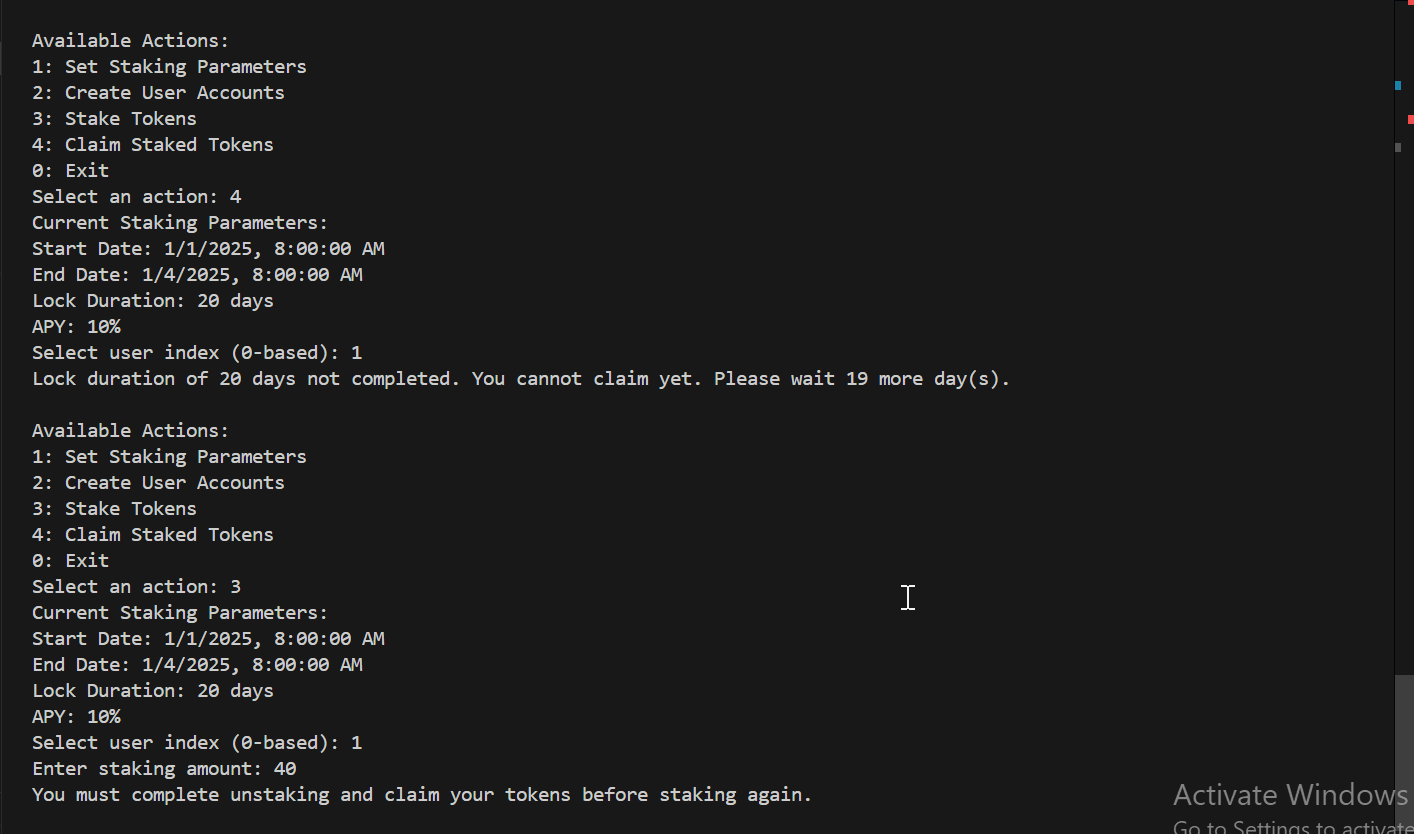 Available Actions:
1: Set Staking Parameters
2: Create User Accounts
3: Stake Tokens
4: Claim Staked Tokens
0: Exit
Select an action: 4
Current Staking Parameters:
Start Date: 1/1/2025, 8:00:00 AM
End Date: 1/4/2025, 8:00:00 AM
Lock Duration: 20 days
APY: 10%
Select user index (0-based): 1
Lock duration of 20 days not completed. You cannot claim yet. Please wait 19 more day(s).
Available Actions:
1: Set Staking Parameters
2: Create User Accounts
3: Stake Tokens
4: Claim Staked Tokens
0: Exit
Select an action: 3
Current Staking Parameters:
Start Date: 1/1/2025, 8:00:00 AM
End Date: 1/4/2025, 8:00:00 AM
Lock Duration: 20 days
APY: 10%
Select user index (0-based): 1
Enter staking amount: 40
You must complete unstaking and claim your tokens before staking again.
Activate Windows
Go to Settings to activate